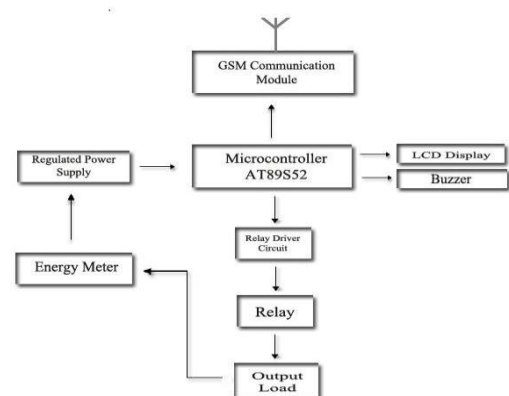 GSM Communication
Module
Regulated Power
Supply
Microcontroller
AT89S52
LCD Display
Buzzer
Relay Driver
Circuit
Energy Meter
Relay
Output
Load